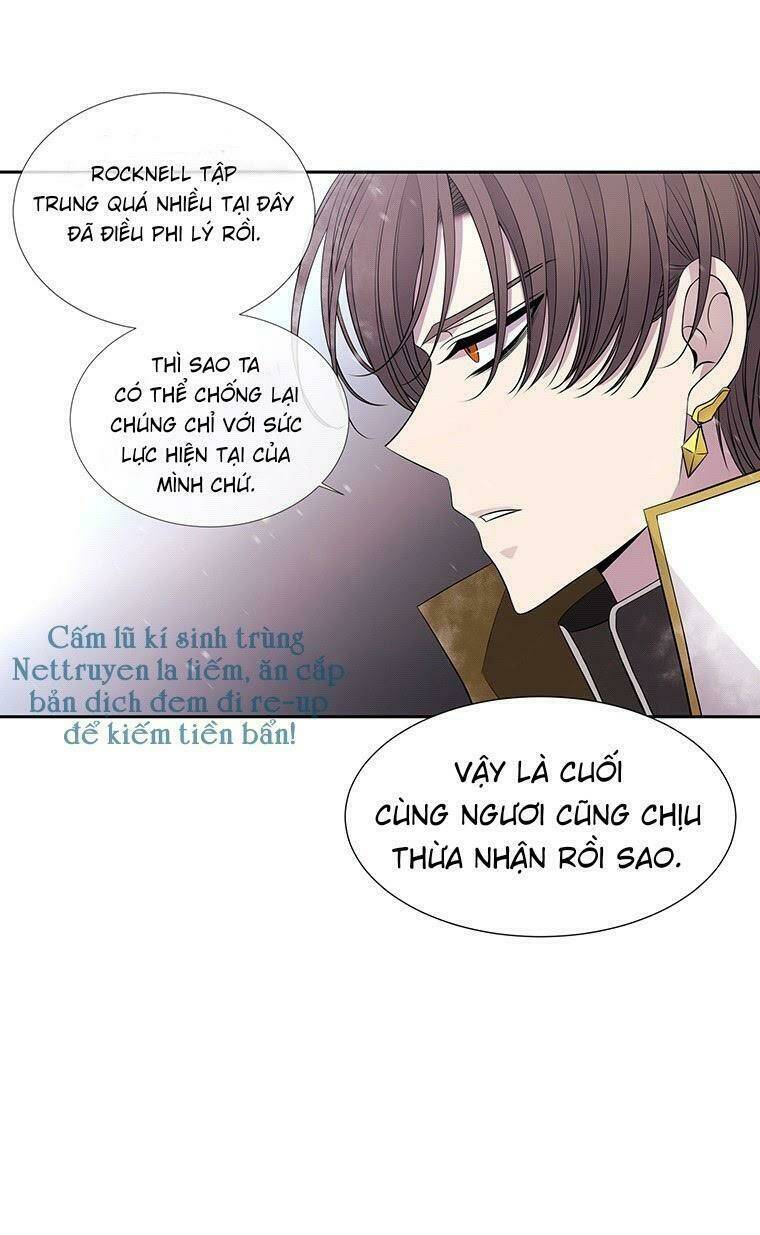 ROCKNELL TẬP
TRUNG QUÁ NHIỀU TẠI ĐÂY
ĐÃ ĐIỀU PHI LÝ RỒI.
THÌ SAO TA
CÓ THỂ CHỐNG LẠI
CHÚNG CHỈ VỚI SỨC
LỰC HIỆN TẠI CỦA
MÌNH CHỨ.
Cấm lũ kí sinh trùng
Nettruyen la liếm, ăn cắp
bản dịch đem đi re-up
để kiếm tiền bẩn!
VẬY LÀ CUỐI
CÙNG NGƯƠI CŨNG CHỊU
THỪA NHẬN RỒI SAO.